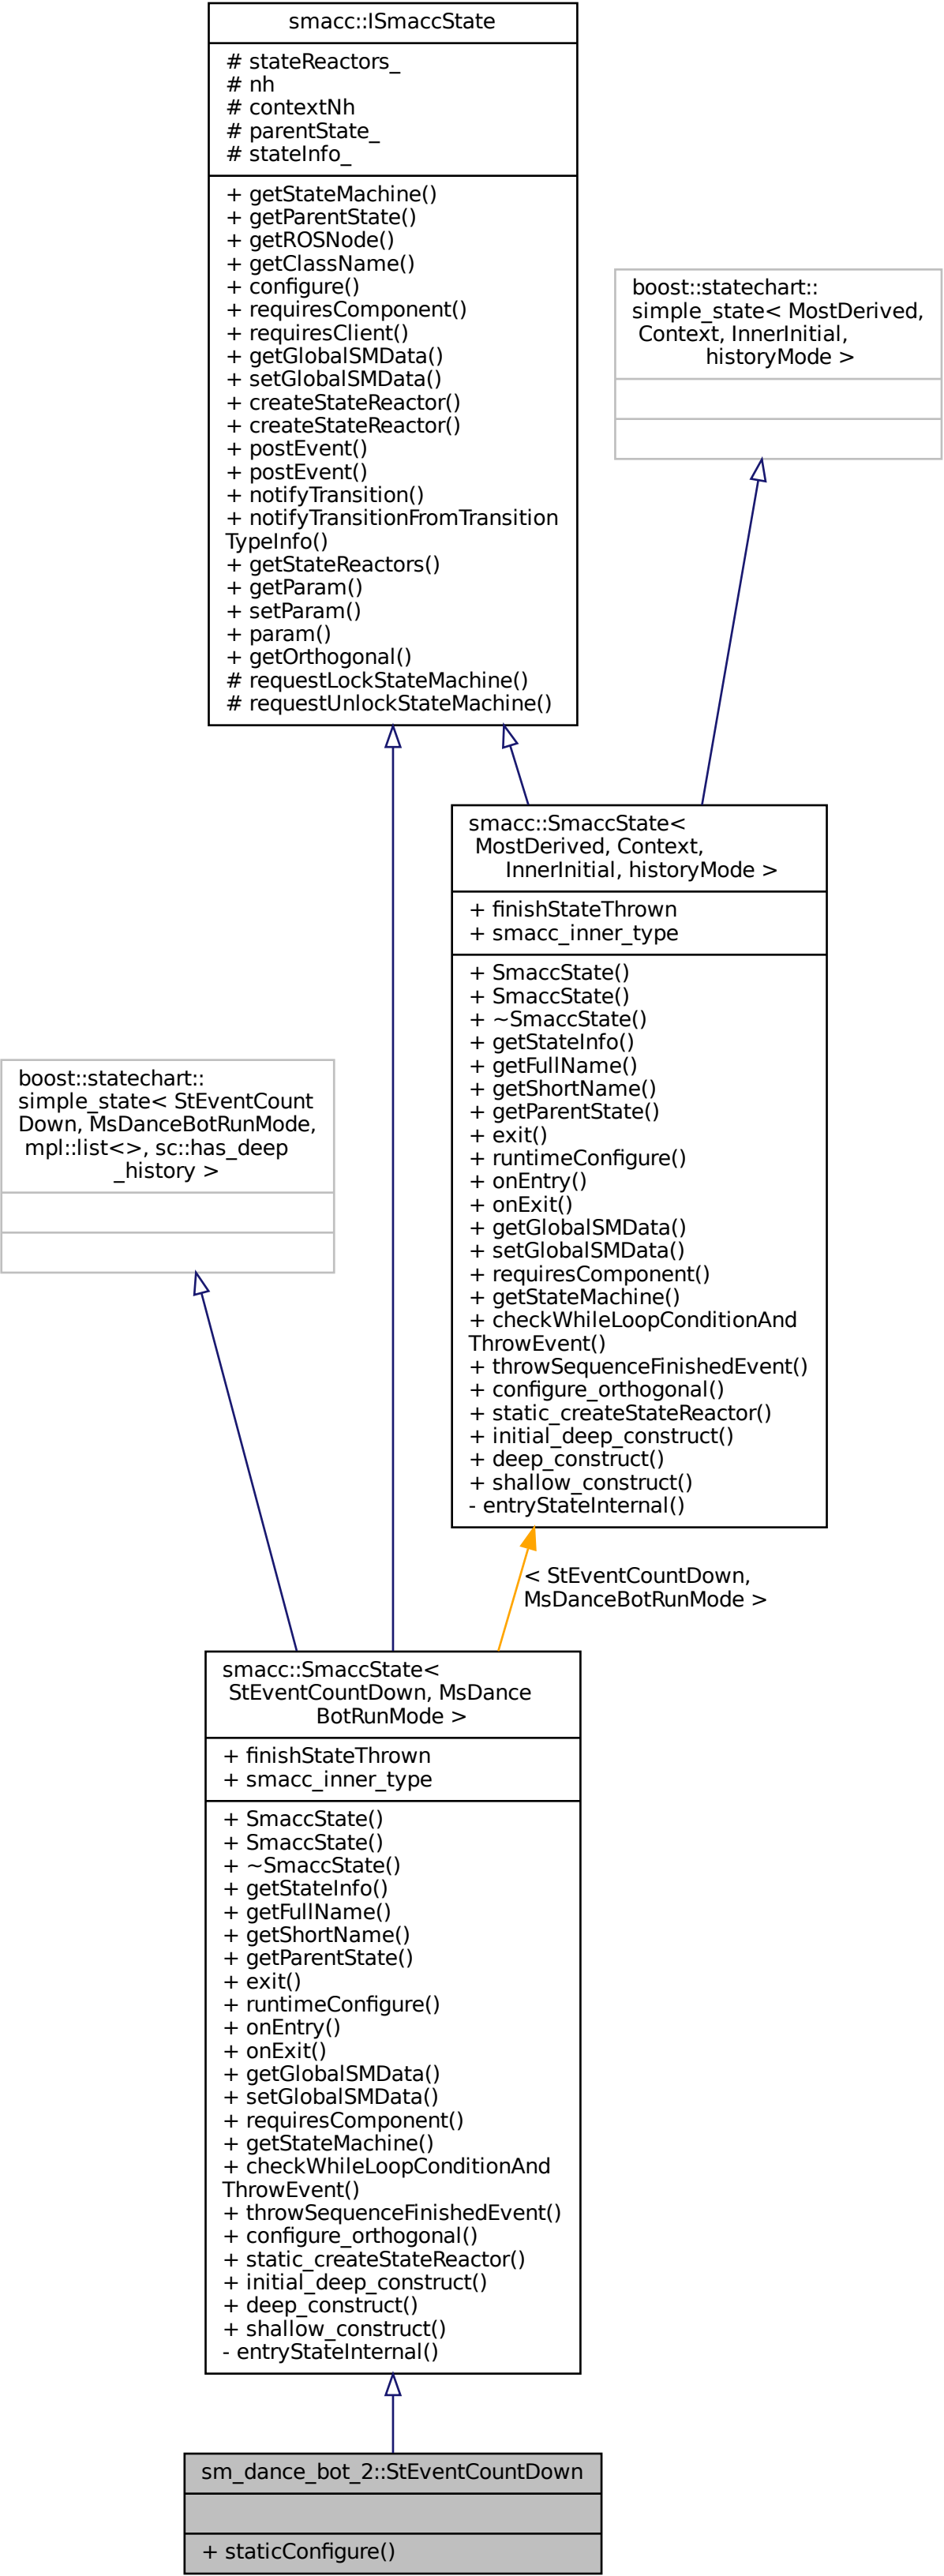 smacc::ISmaccState
# stateReactors_
# nh
# contextNh
# parentState_
# stateInfo_
+ getStateMachine()
+ getParentState()
+ getROSNode()
+ getClassName()
+ configure()
+ requiresComponent()
+ requiresClient()
+ getGlobalSMData()
+ setGlobalSMData()
+ createStateReactor()
+ createStateReactor()
+ postEvent()
+ postEvent()
+ notifyTransition()
+ notifyTransitionFromTransition
TypeInfo()
+ getStateReactors()
+ getParam()
+ setParam()
+ param()
+ getOrthogonal()
# requestLockStateMachine()
# requestUnlockStateMachine()
boost::statechart::
simple_state< MostDerived,
Context, InnerInitial,
historyMode >
smacc::SmaccState<
MostDerived, Context,
InnerInitial, historyMode >
+ finishStateThrown
+ smacc_inner_type
+ SmaccState()
+ SmaccState()
+ ~SmaccState()
+ getStateInfo()
+ getFullName()
+ getShortName()
+ getParentState()
+ exit()
+ runtimeConfigure()
+ onEntry()
+ onExit()
+ getGlobalSMData()
+ setGlobalSMData()
+ requiresComponent()
+ getStateMachine()
+ checkWhileLoopConditionAnd
ThrowEvent()
+ throwSequenceFinishedEvent()
+ configure_orthogonal()
+ static_createStateReactor()
+ initial_deep_construct()
+ deep_construct()
+ shallow_construct()
- entryStateInternal()
boost::statechart::
simple_state< StEventCount
Down, MsDanceBotRunMode,
mpl::list<>, sc::has_deep
_history >
< StEventCountDown,
MsDanceBotRunMode >
smacc::SmaccState<
StEventCountDown, MsDance
BotRunMode >
+ finishStateThrown
+ smacc_inner_type
+ SmaccState()
+ SmaccState()
+ ~SmaccState()
+ getStateInfo()
+ getFullName()
+ getShortName()
+ getParentState()
+ exit()
+ runtimeConfigure()
+ onEntry()
+ onExit()
+ getGlobalSMData()
+ setGlobalSMData()
+ requiresComponent()
+ getStateMachine()
+ checkWhileLoopConditionAnd
ThrowEvent()
+ throwSequenceFinishedEvent()
+ configure_orthogonal()
+ static_createStateReactor()
+ initial_deep_construct()
+ deep_construct()
+ shallow_construct()
- entryStateInternal()
sm_dance_bot_2::StEventCountDown
+ staticConfigure()